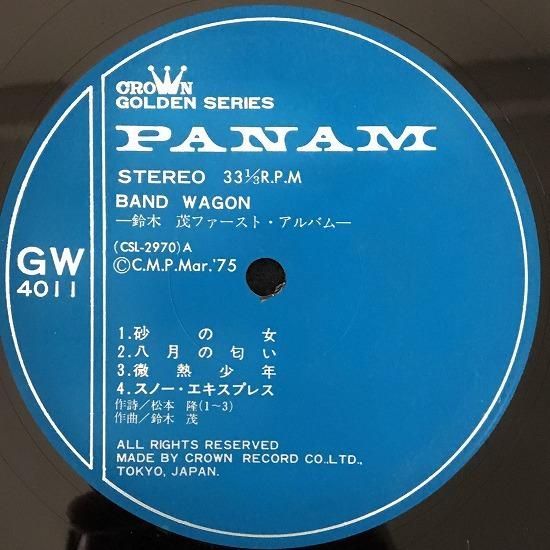 CROWN
GOLDEN SERIES
PANAM
STEREO 33⅓R.P.M
BAND WAGON
—鈴木 茂ファースト・アルバム—
(CSL-2970)A
©C.M.P.Mar.'75
GW
4011
1.砂の女
2.八月の匂い
3.微熱少年
4.スノー・エキスプレス
作詩/松本 隆(1~3)
作曲/鈴木 茂
ALL RIGHTS RESERVED
MADE BY CROWN RECORD CO.,LTD.,
TOKYO, JAPAN.